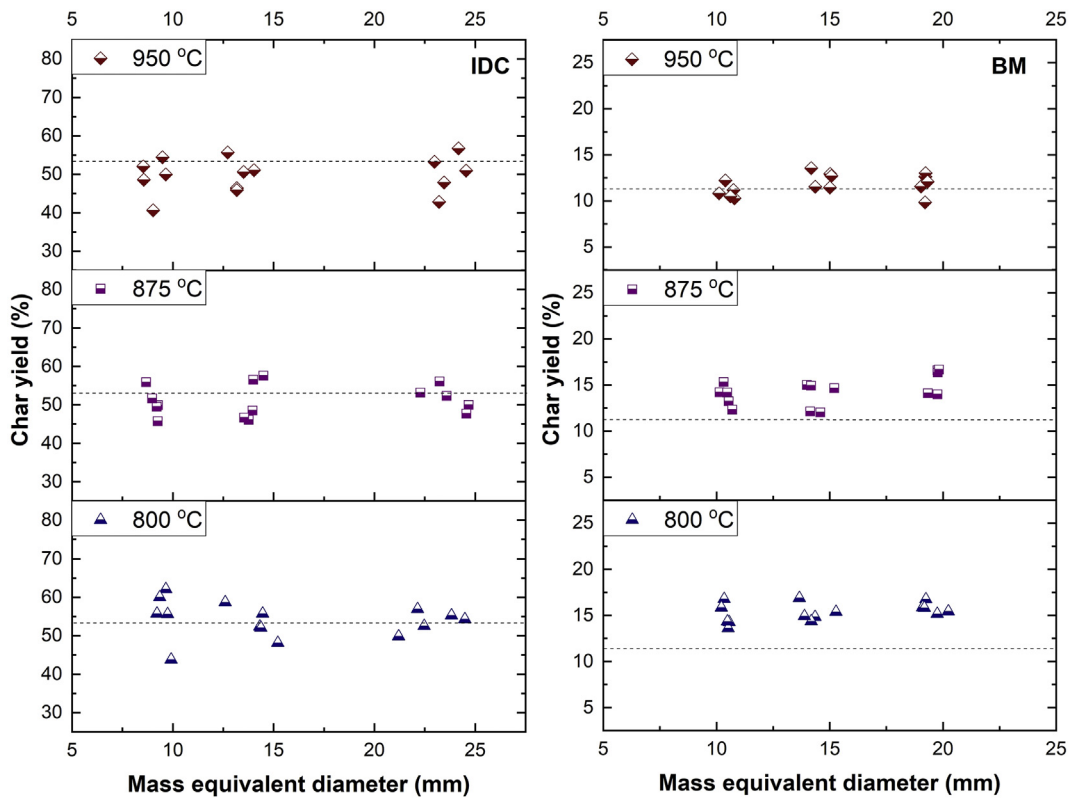 5 10 15 20 25 5 10 15 20 25
950 °C IDC 950 °C BM
80 70 60 50 40 30
25 20 15 10 5
875 °C 875 °C
80 70 60 50 40 30
25 20 15 10 5
Char yield (%) Char yield (%)
800 °C 800 °C
80 70 60 50 40 30
25 20 15 10 5
5 10 15 20 25 5 10 15 20 25
Mass equivalent diameter (mm) Mass equivalent diameter (mm)